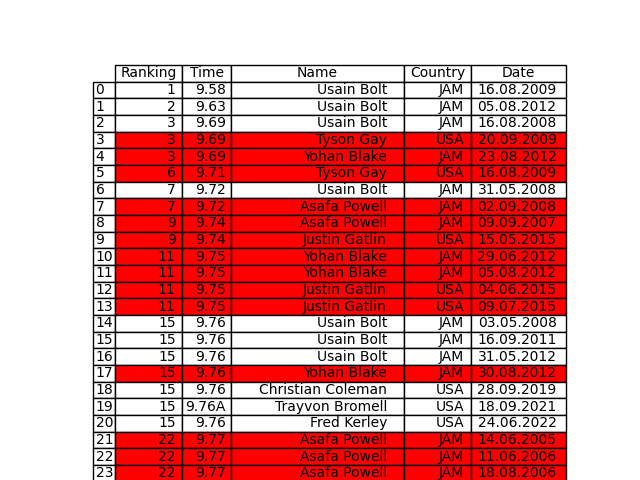 Ranking Time Name Country Date
0 1 9.58 Usain Bolt JAM 16.08.2009
1 2 9.63 Usain Bolt JAM 05.08.2012
2 3 9.69 Usain Bolt JAM 16.08.2008
3 3 9.69 Tyson Gay USA 20.09.2009
4 3 9.69 Yohan Blake JAM 23.08.2012
5 6 9.71 Tyson Gay USA 16.08.2009
6 7 9.72 Usain Bolt JAM 31.05.2008
7 7 9.72 Asafa Powell JAM 02.09.2008
8 9 9.74 Asafa Powell JAM 09.09.2007
9 9 9.74 Justin Gatlin USA 15.05.2015
10 11 9.75 Yohan Blake JAM 29.06.2012
11 11 9.75 Yohan Blake JAM 05.08.2012
12 11 9.75 Justin Gatlin USA 04.06.2015
13 11 9.75 Justin Gatlin USA 09.07.2015
14 15 9.76 Usain Bolt JAM 03.05.2008
15 15 9.76 Usain Bolt JAM 16.09.2011
16 15 9.76 Usain Bolt JAM 31.05.2012
17 15 9.76 Yohan Blake JAM 30.08.2012
18 15 9.76 Christian Coleman USA 28.09.2019
19 15 9.76A Trayvon Bromell USA 18.09.2021
20 15 9.76 Fred Kerley USA 24.06.2022
21 22 9.77 Asafa Powell JAM 14.06.2005
22 22 9.77 Asafa Powell JAM 11.06.2006
23 22 9.77 Asafa Powell JAM 18.08.2006